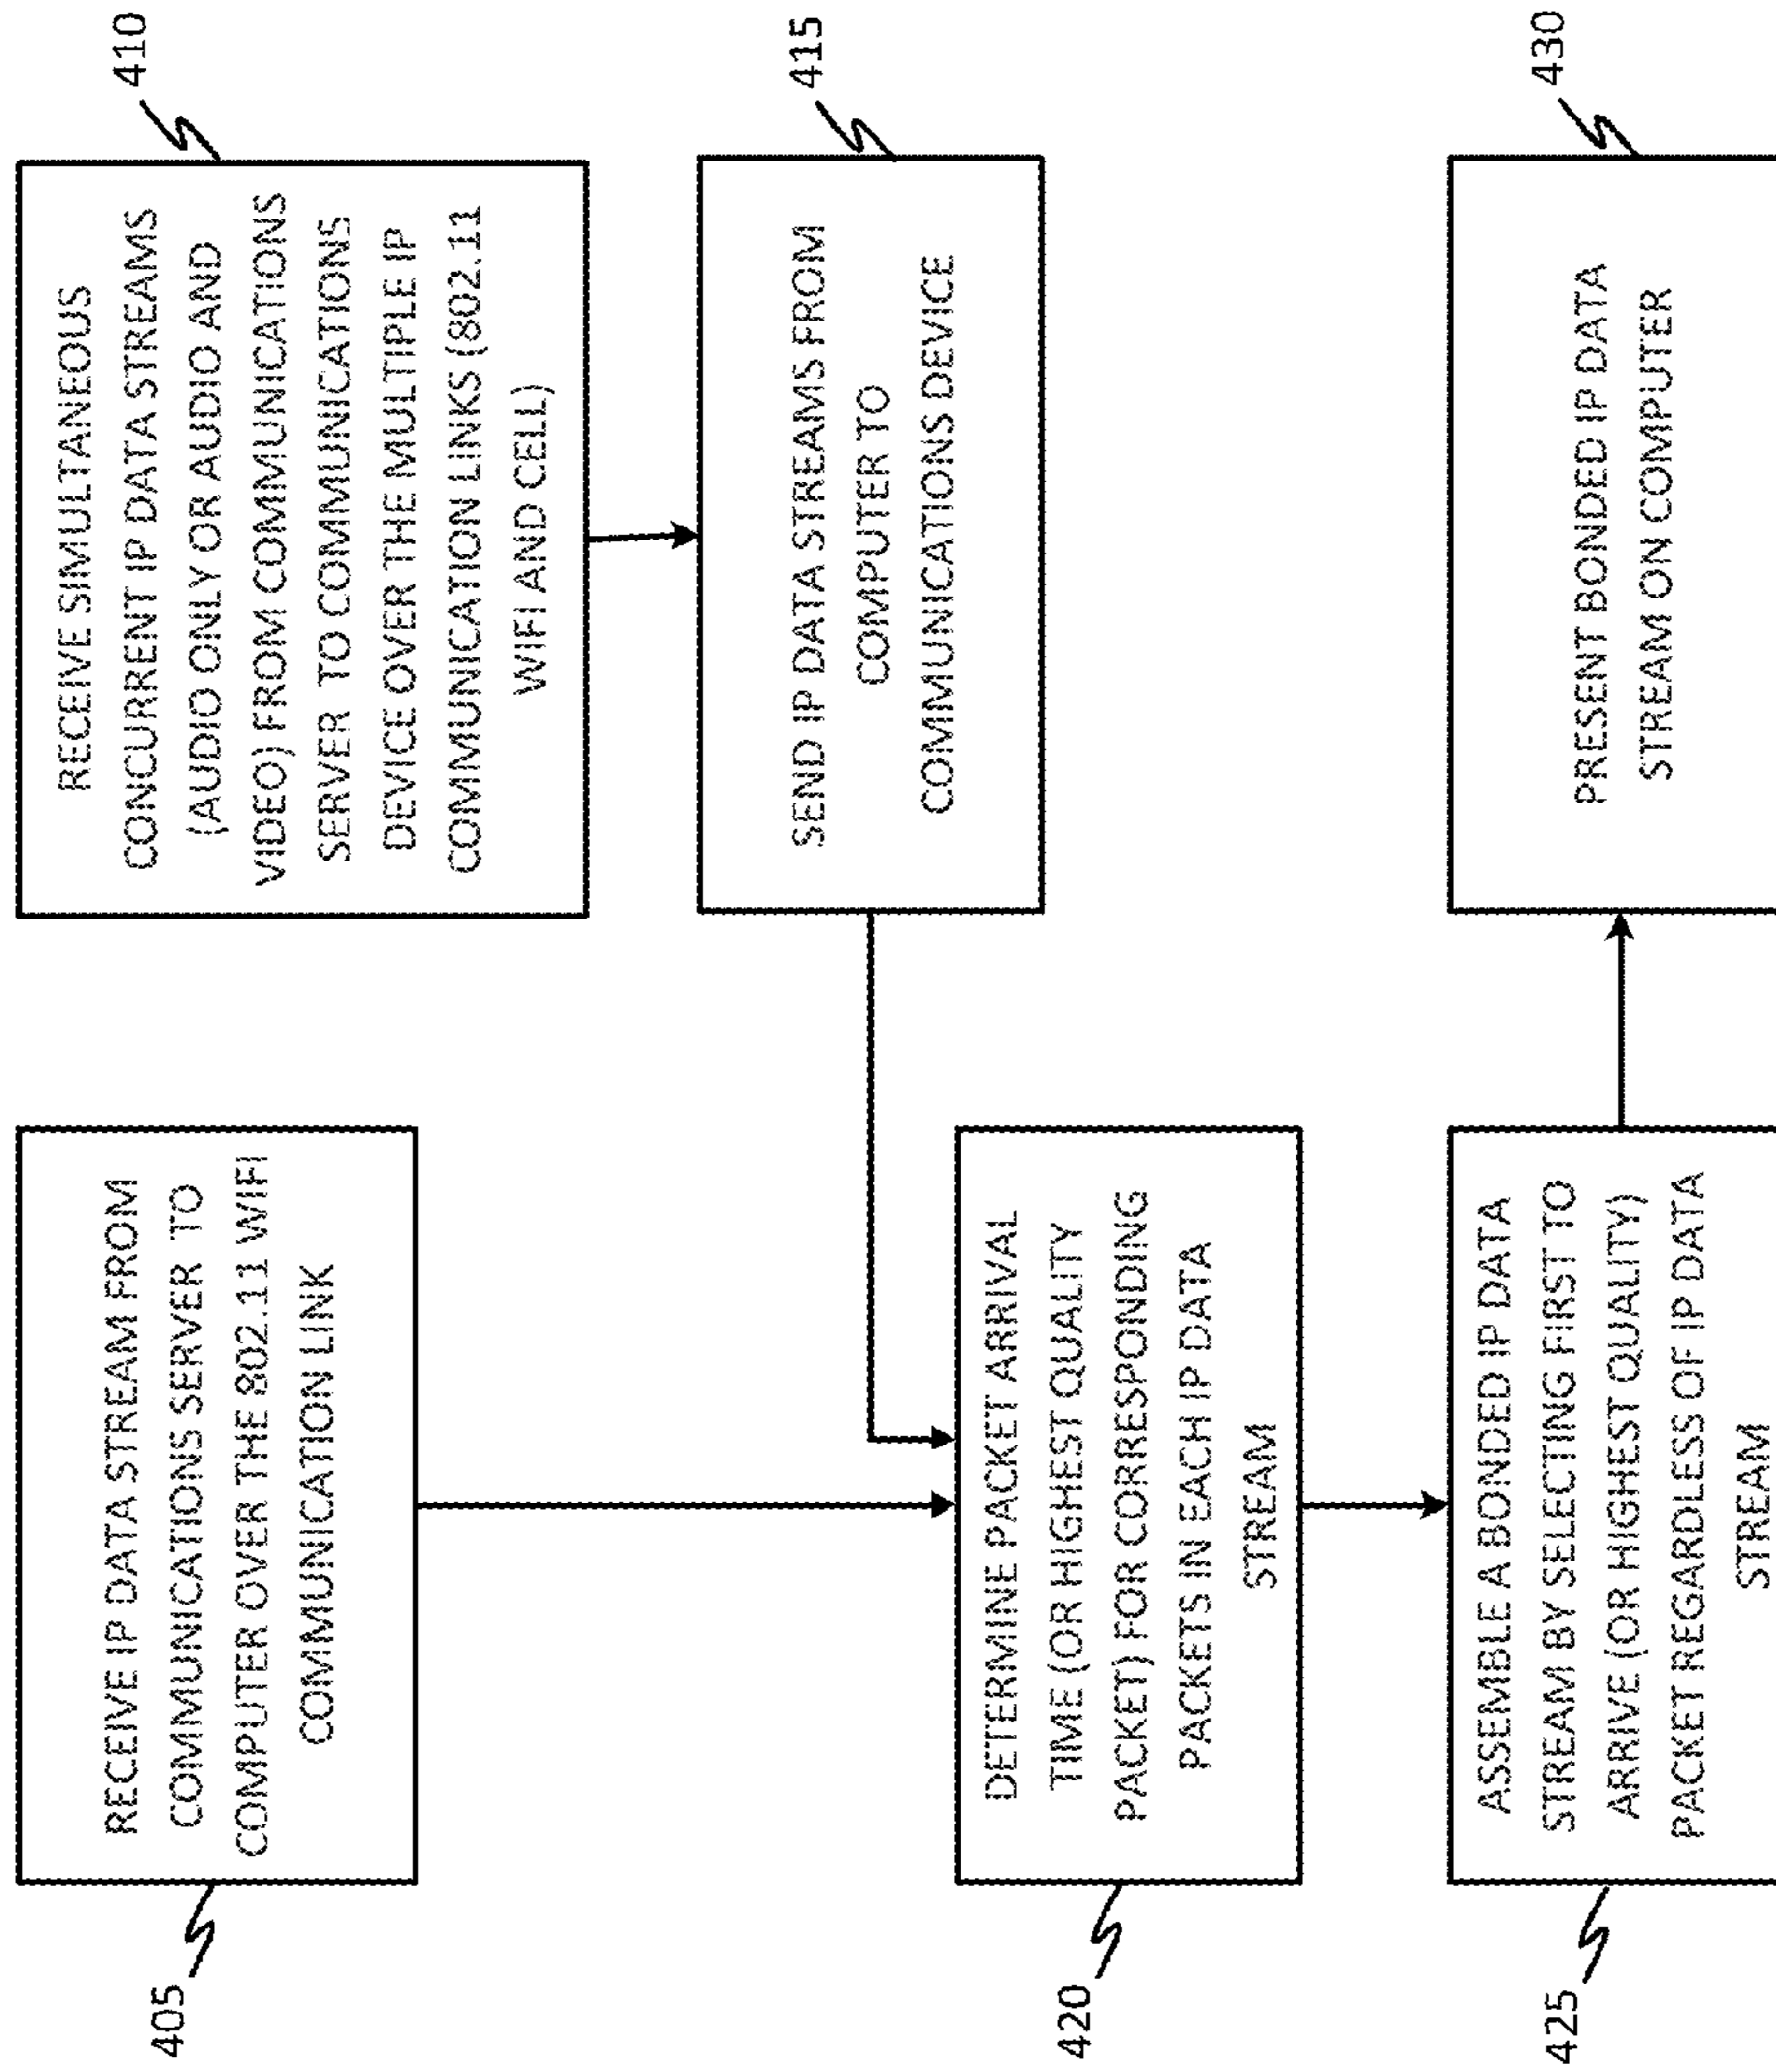 405
RECEIVE IP DATA STREAM FROM
COMMUNICATIONS SERVER TO
COMPUTER OVER THE 802.11 WIFI
COMMUNICATION LINK
410
RECEIVE SIMULTANEOUS
CONCURRENT IP DATA STREAMS
(AUDIO ONLY OR AUDIO AND
VIDEO) FROM COMMUNICATIONS
SERVER TO COMMUNICATIONS
DEVICE OVER THE MULTIPLE IP
COMMUNICATION LINKS (802.11
WIFI AND CELL)
415
SEND IP DATA STREAMS FROM
COMPUTER TO
COMMUNICATIONS DEVICE
420
DETERMINE PACKET ARRIVAL
TIME (OR HIGHEST QUALITY
PACKET) FOR CORRESPONDING
PACKETS IN EACH IP DATA
STREAM
425
ASSEMBLE A BONDED IP DATA
STREAM BY SELECTING FIRST TO
ARRIVE (OR HIGHEST QUALITY)
PACKET REGARDLESS OF IP DATA
STREAM
430
PRESENT BONDED IP DATA
STREAM ON COMPUTER